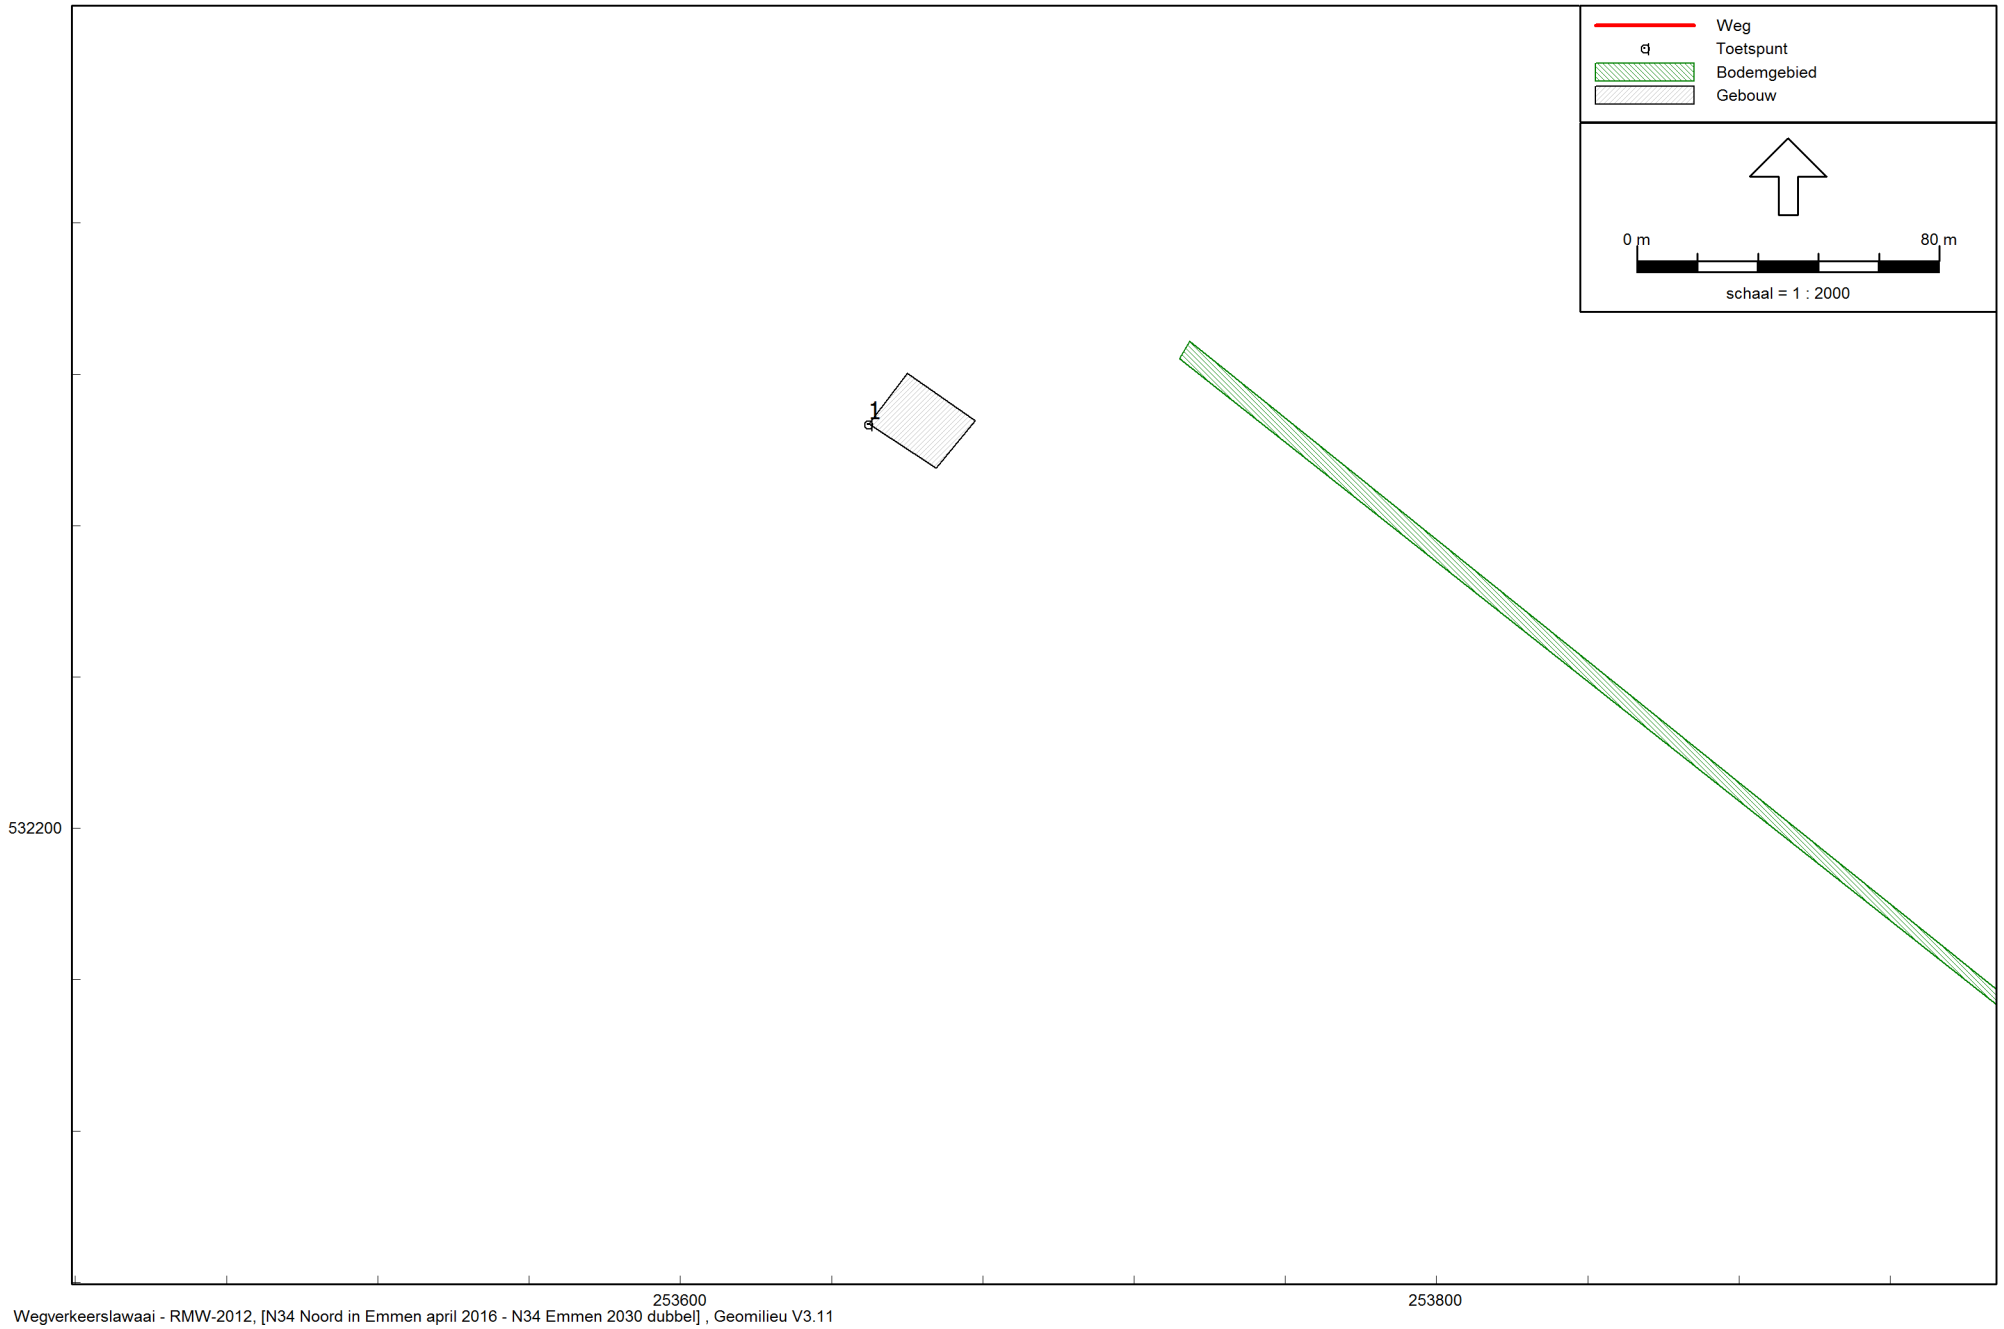 Weg
Toetspunt
Bodemgebied
Gebouw
0 m 80 m
schaal = 1 : 2000
1
532200
253600 253800
Wegverkeerslawaai - RMW-2012, [N34 Noord in Emmen april 2016 - N34 Emmen 2030 dubbel] , Geomilieu V3.11